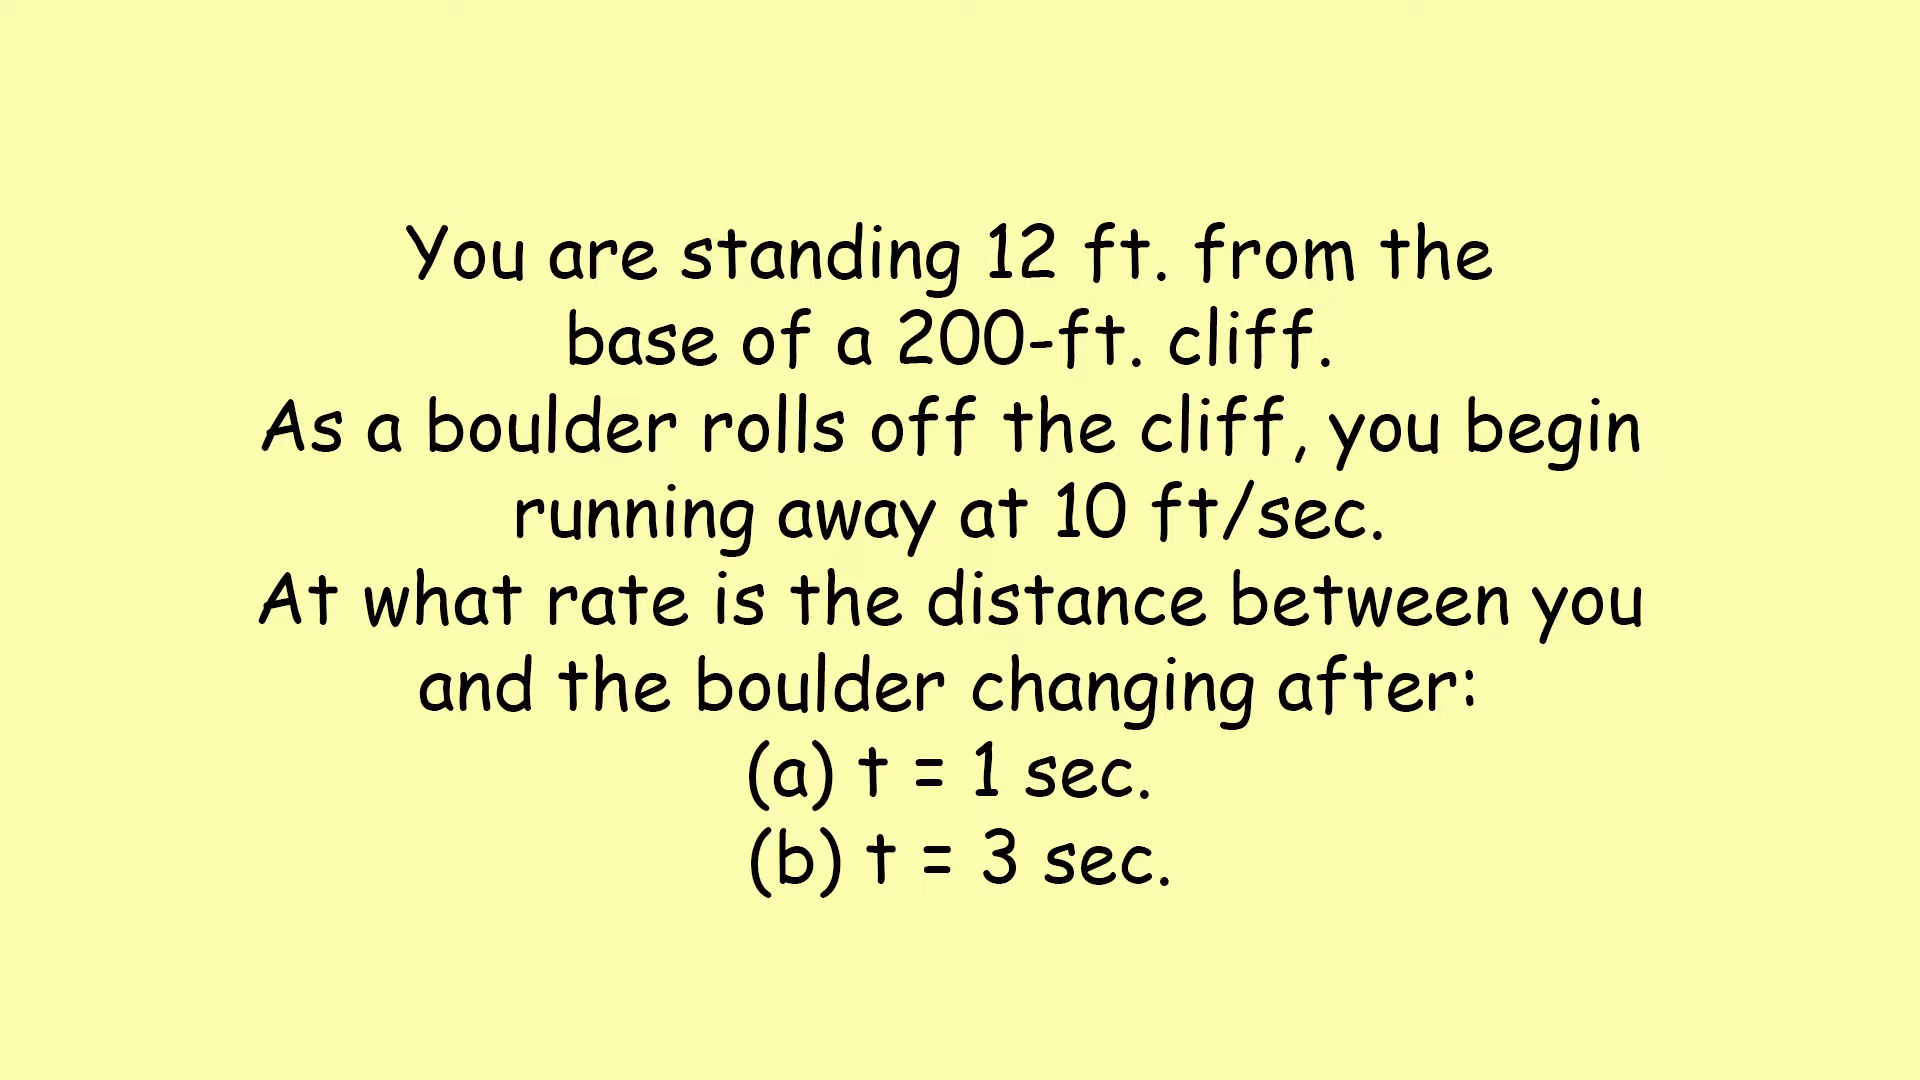 You are standing 12 ft. from the
base of a 200-ft. cliff.
As a boulder rolls off the cliff, you begin
running away at 10 ft/sec.
At what rate is the distance between you
and the boulder changing after:
(a) t = 1 sec.
(b) t = 3 sec.